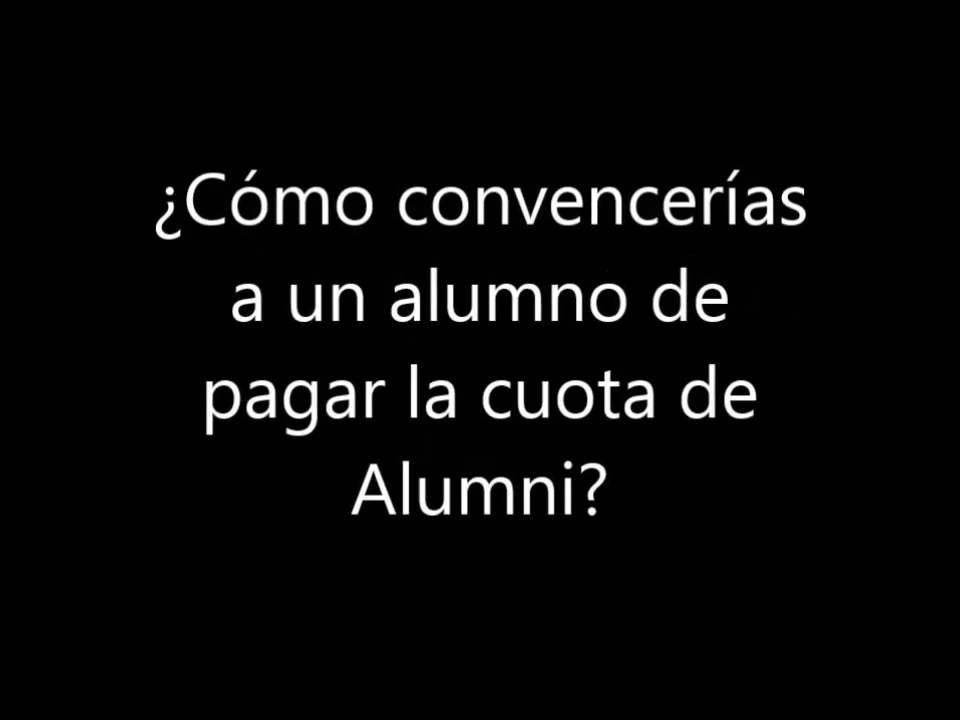 ¿Cómo convencerías
a un alumno de
pagar la cuota de
Alumni?